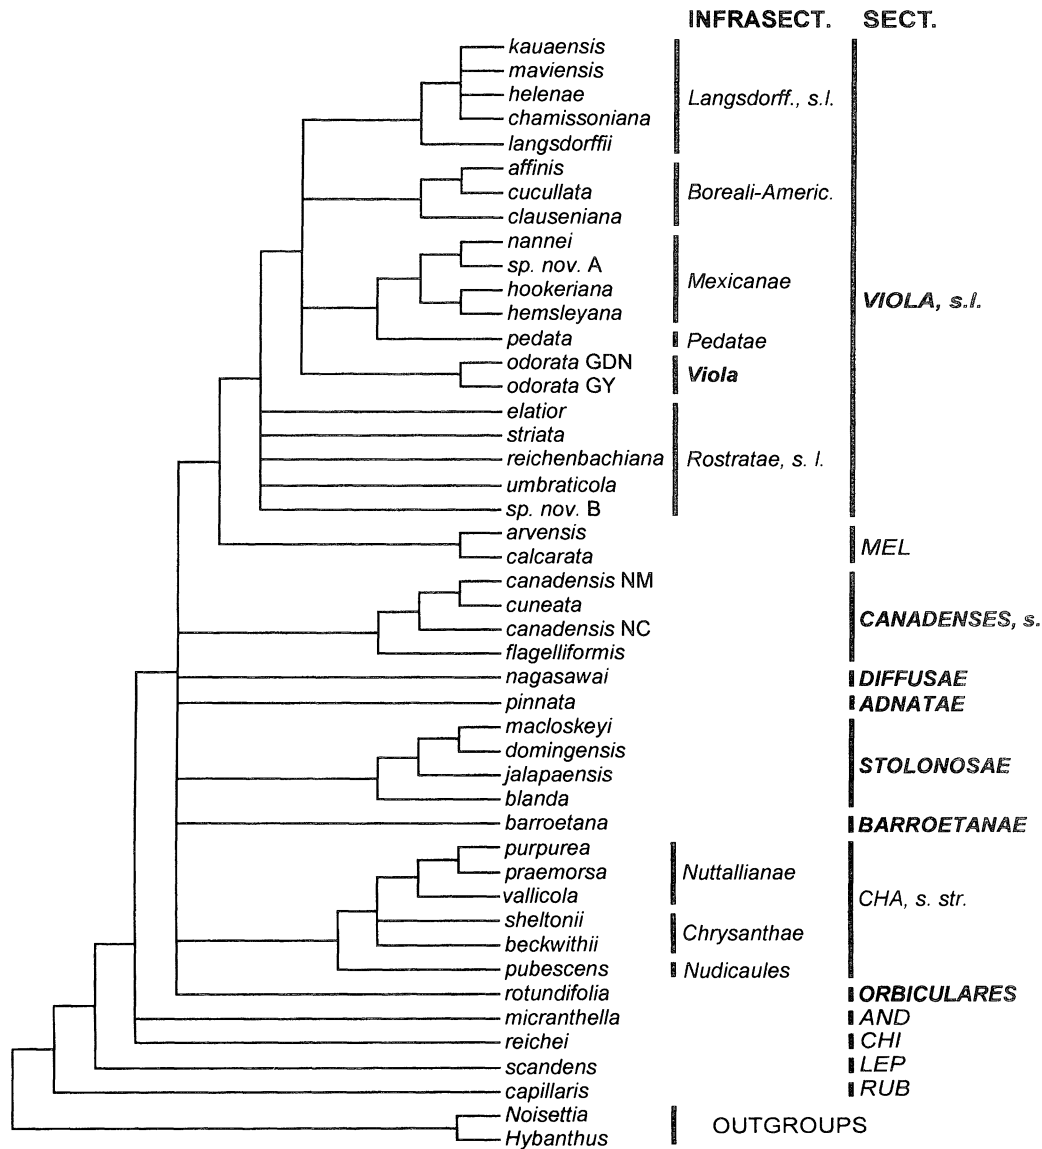 INFRASECT. SECT.
kauaensis
maviensis
helenae
Langsdorff., s.l.
chamissoniana
langsdorffii
affinis
cucullata
Boreali-Americ.
clauseniana
nannei
sp. nov. A
Mexicanae
hookeriana
VIOLA, s.l.
hemsleyana
pedata
Pedatae
odorata GDN
Viola
odorata GY
elatior
striata
reichenbachiana
Rostratae, s. l.
umbraticola
sp. nov. B
arvensis
MEL
calcarata
canadensis NM
cuneata
CANADENSES, s.
canadensis NC
flagelliformis
nagasawai
DIFFUSAE
pinnata
ADNATAE
macloskeyi
domingensis
STOLONOSAE
jalapaensis
blanda
barroetana
BARROETANAE
purpurea
praemorsa
Nuttallianae
vallicola
CHA, s. str.
sheltonii
Chrysanthae
beckwithii
pubescens
Nudicaules
rotundifolia
ORBICULARES
micranthella
AND
reichei
CHI
scandens
LEP
capillaris
RUB
Noisettia
OUTGROUPS
Hybanthus